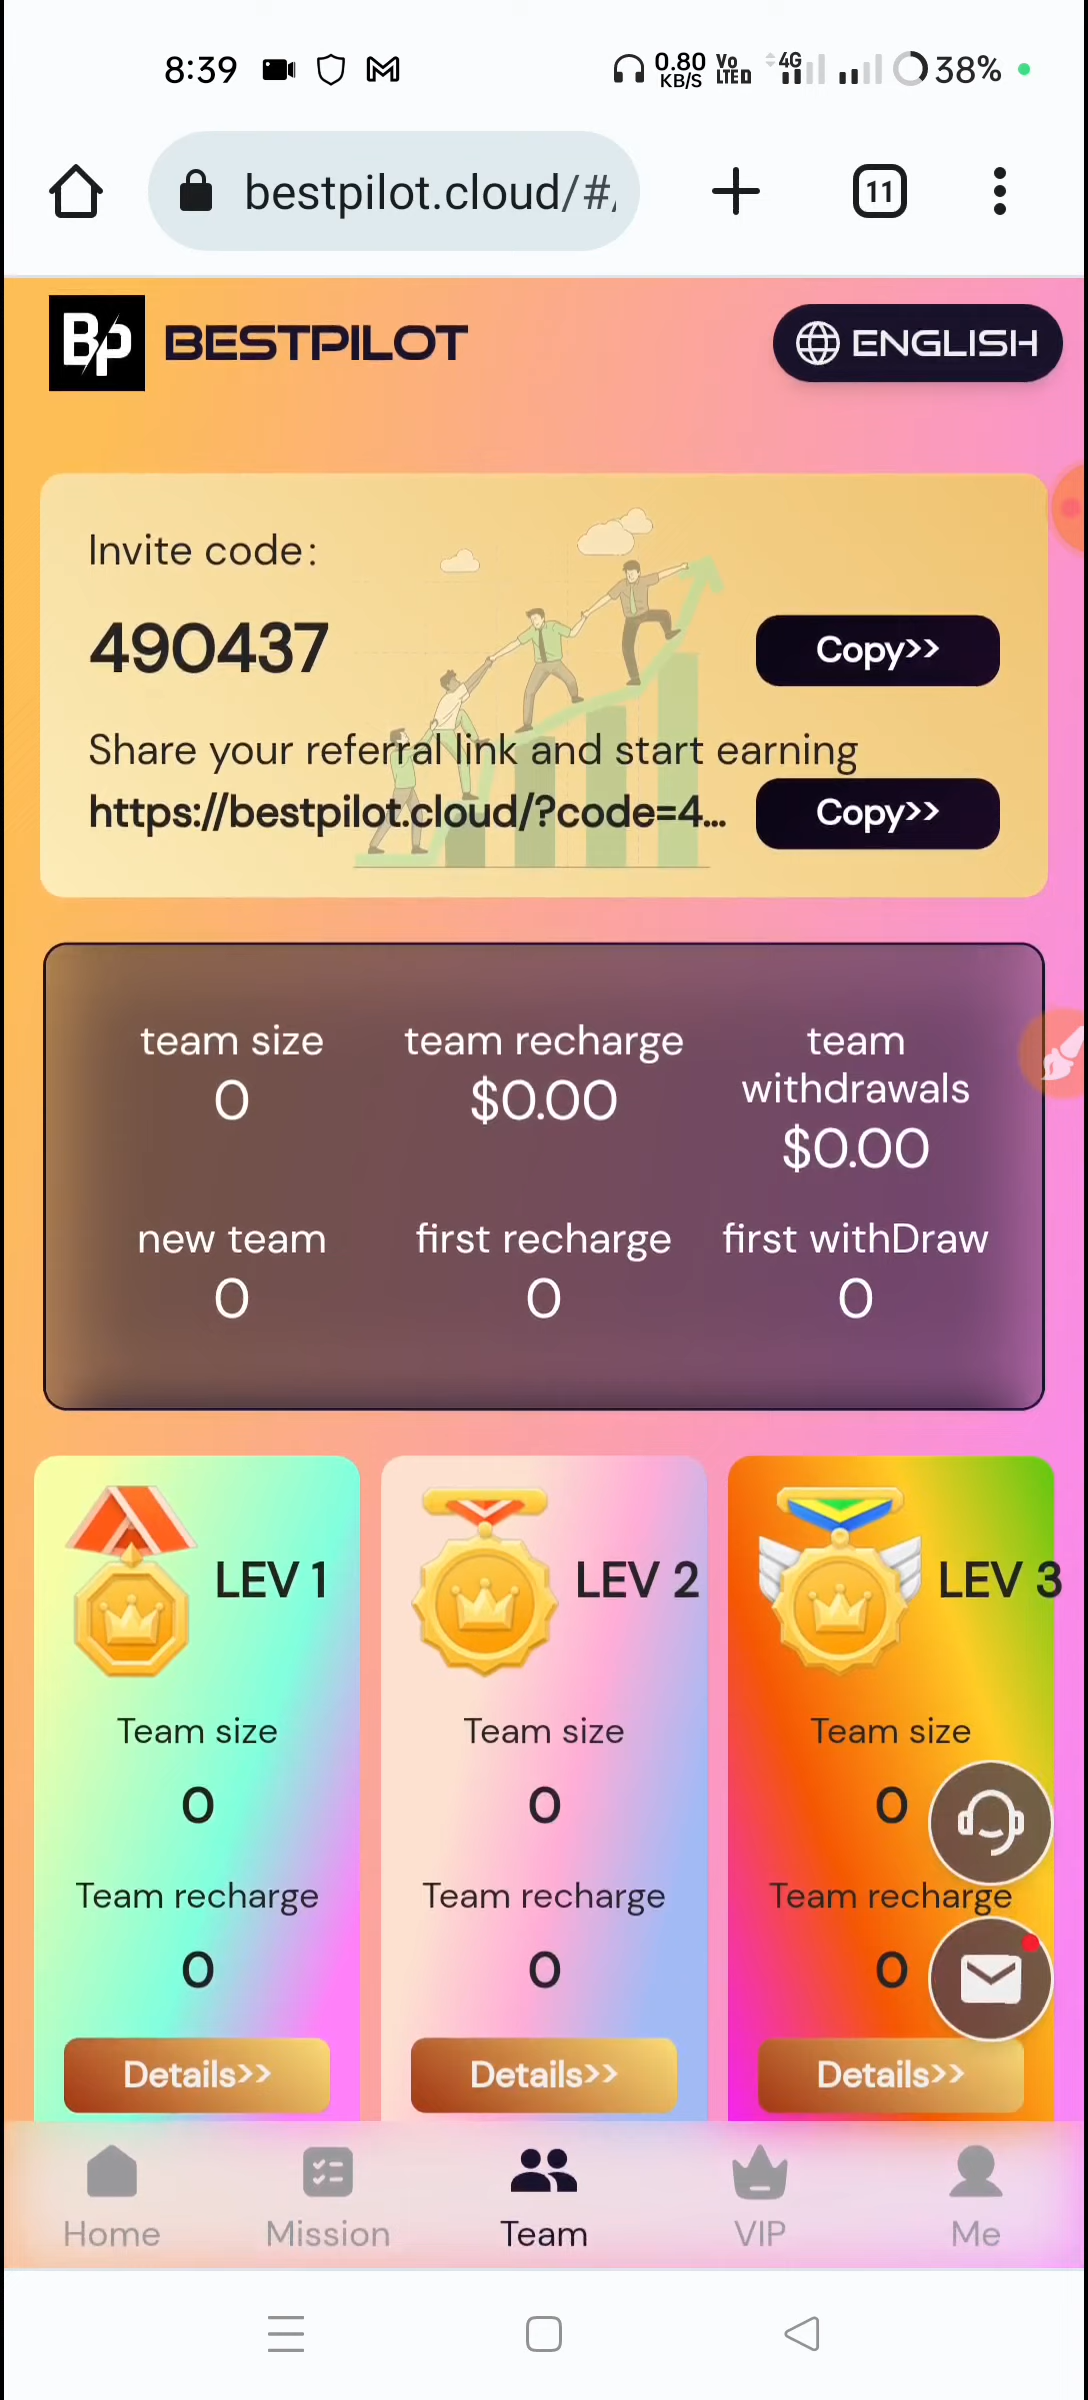 8:39
0.80 KB/S
Vo LTED
4G
38%
bestpilot.cloud/#/
11
BP
BESTPILOT
ENGLISH
Invite code:
490437
Copy>>
Share your referral link and start earning
https://bestpilot.cloud/?code=4...
Copy>>
team size
team recharge
team withdrawals
0
$0.00
$0.00
new team
first recharge
first withDraw
0
0
0
LEV 1
LEV 2
LEV 3
Team size
Team size
Team size
0
0
0
Team recharge
Team recharge
Team recharge
0
0
0
Details>>
Details>>
Details>>
Home
Mission
Team
VIP
Me